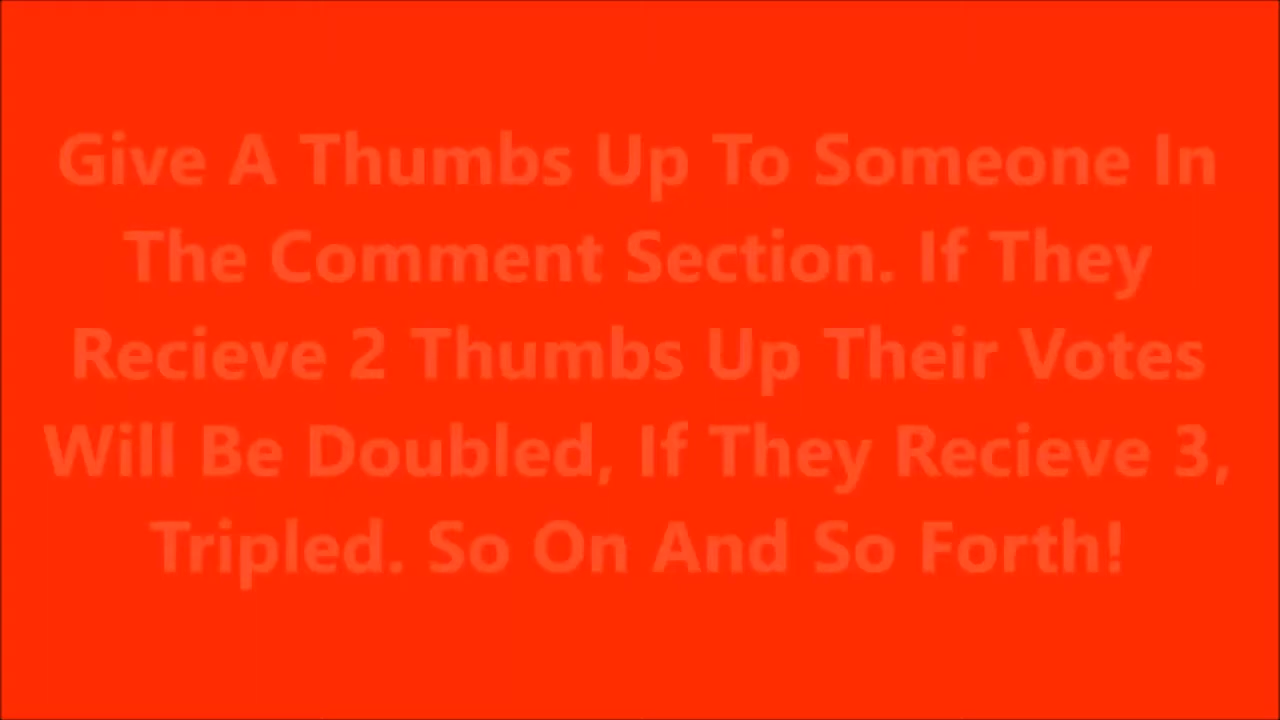 Give A Thumbs Up To Someone In
The Comment Section. If They
Recieve 2 Thumbs Up Their Votes
Will Be Doubled, If They Recieve 3,
Tripled. So On And So Forth!